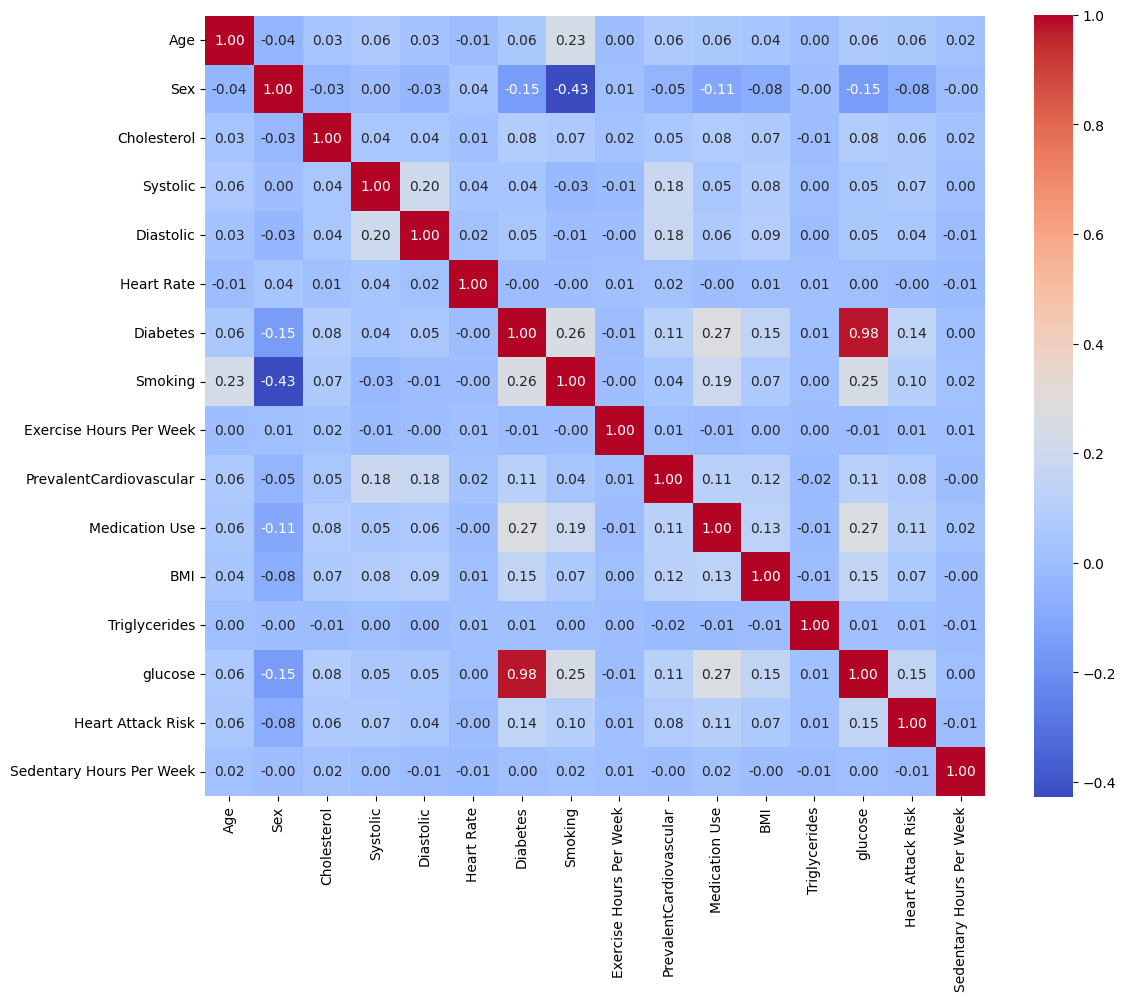 Age 1.00 -0.04 0.03 0.06 0.03 -0.01 0.06 0.23 0.00 0.06 0.06 0.04 0.00 0.06 0.06 0.02
Sex -0.04 1.00 -0.03 0.00 -0.03 0.04 -0.15 -0.43 0.01 -0.05 -0.11 -0.08 -0.00 -0.15 -0.08 -0.00
Cholesterol 0.03 -0.03 1.00 0.04 0.04 0.01 0.08 0.07 0.02 0.05 0.08 0.07 -0.01 0.08 0.06 0.02
Systolic 0.06 0.00 0.04 1.00 0.20 0.04 0.04 -0.03 -0.01 0.18 0.05 0.08 0.00 0.05 0.07 0.00
Diastolic 0.03 -0.03 0.04 0.20 1.00 0.02 0.05 -0.01 -0.00 0.18 0.06 0.09 0.00 0.05 0.04 -0.01
Heart Rate -0.01 0.04 0.01 0.04 0.02 1.00 -0.00 -0.00 0.01 0.02 -0.00 0.01 0.01 0.00 -0.00 -0.01
Diabetes 0.06 -0.15 0.08 0.04 0.05 -0.00 1.00 0.26 -0.01 0.11 0.27 0.15 0.01 0.98 0.14 0.00
Smoking 0.23 -0.43 0.07 -0.03 -0.01 -0.00 0.26 1.00 -0.00 0.04 0.19 0.07 0.00 0.25 0.10 0.02
Exercise Hours Per Week 0.00 0.01 0.02 -0.01 -0.00 0.01 -0.01 -0.00 1.00 0.01 -0.01 0.00 0.00 -0.01 0.01 0.01
PrevalentCardiovascular 0.06 -0.05 0.05 0.18 0.18 0.02 0.11 0.04 0.01 1.00 0.11 0.12 -0.02 0.11 0.08 -0.00
Medication Use 0.06 -0.11 0.08 0.05 0.06 -0.00 0.27 0.19 -0.01 0.11 1.00 0.13 -0.01 0.27 0.11 0.02
BMI 0.04 -0.08 0.07 0.08 0.09 0.01 0.15 0.07 0.00 0.12 0.13 1.00 -0.01 0.15 0.07 -0.00
Triglycerides 0.00 -0.00 -0.01 0.00 0.00 0.01 0.01 0.00 0.00 -0.02 -0.01 -0.01 1.00 0.01 0.01 -0.01
glucose 0.06 -0.15 0.08 0.05 0.05 0.00 0.98 0.25 -0.01 0.11 0.27 0.15 0.01 1.00 0.15 0.00
Heart Attack Risk 0.06 -0.08 0.06 0.07 0.04 -0.00 0.14 0.10 0.01 0.08 0.11 0.07 0.01 0.15 1.00 -0.01
Sedentary Hours Per Week 0.02 -0.00 0.02 0.00 -0.01 -0.01 0.00 0.02 0.01 -0.00 0.02 -0.00 -0.01 0.00 -0.01 1.00
Age
Sex
Cholesterol
Systolic
Diastolic
Heart Rate
Diabetes
Smoking
Exercise Hours Per Week
PrevalentCardiovascular
Medication Use
BMI
Triglycerides
glucose
Heart Attack Risk
Sedentary Hours Per Week
1.0
0.8
0.6
0.4
0.2
0.0
−0.2
−0.4